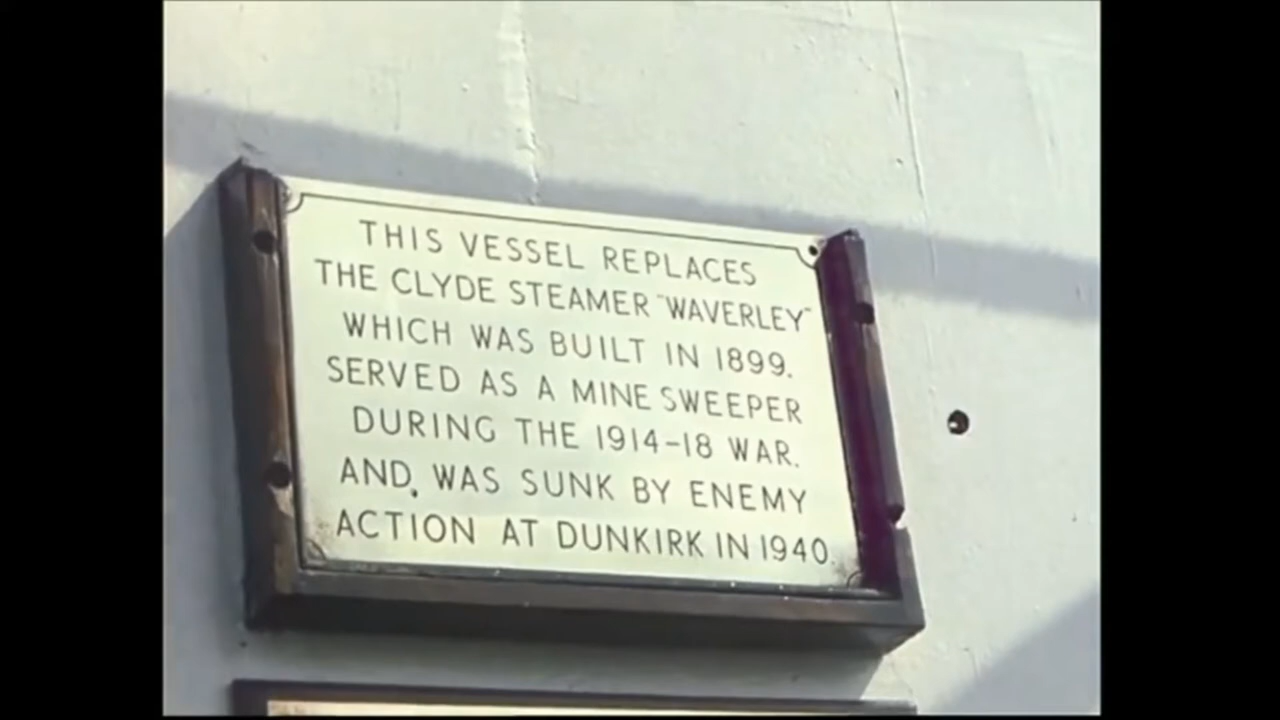 THIS VESSEL REPLACES
THE CLYDE STEAMER "WAVERLEY"
WHICH WAS BUILT IN 1899.
SERVED AS A MINE SWEEPER
DURING THE 1914-18 WAR.
AND, WAS SUNK BY ENEMY
ACTION AT DUNKIRK IN 1940.